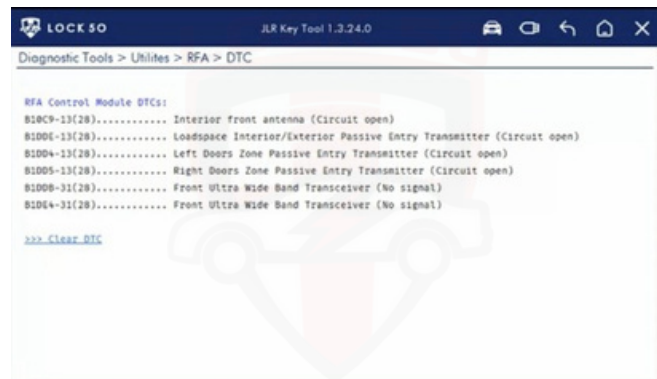 LOCK 50
JLR Key Tool 1.3.24.0
Diagnostic Tools > Utilites > RFA > DTC
RFA Control Module DTCs:
B10C9-13(28)............ Interior front antenna (Circuit open)
B1DDE-13(28)............ Loadspace Interior/Exterior Passive Entry Transmitter (Circuit open)
B1DD4-13(28)............ Left Doors Zone Passive Entry Transmitter (Circuit open)
B1DD5-13(28)............ Right Doors Zone Passive Entry Transmitter (Circuit open)
B1DDB-31(28)............ Front Ultra Wide Band Transceiver (No signal)
B1DE4-31(28)............ Front Ultra Wide Band Transceiver (No signal)
>>> Clear DTC